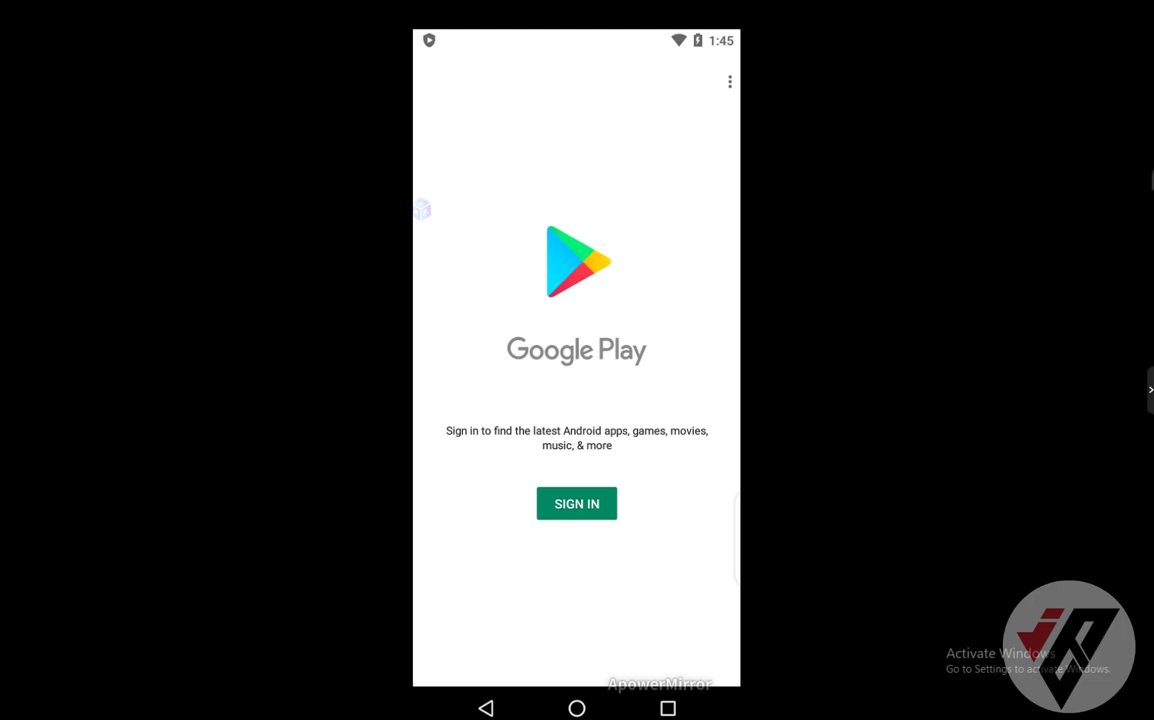 1:45
Google Play
Sign in to find the latest Android apps, games, movies,
music, & more
SIGN IN
ApowerMirror
Activate Windows
Go to Settings to activate Windows.